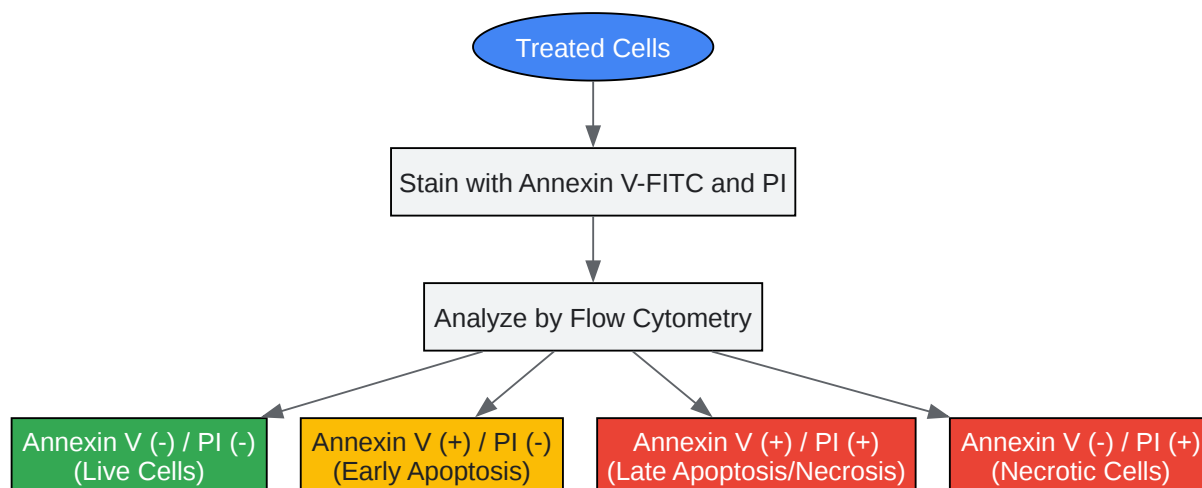 Treated Cells
Stain with Annexin V-FITC and PI
Analyze by Flow Cytometry
Annexin V (-) / PI (-)
(Live Cells)
Annexin V (+) / PI (-)
(Early Apoptosis)
Annexin V (+) / PI (+)
(Late Apoptosis/Necrosis)
Annexin V (-) / PI (+)
(Necrotic Cells)